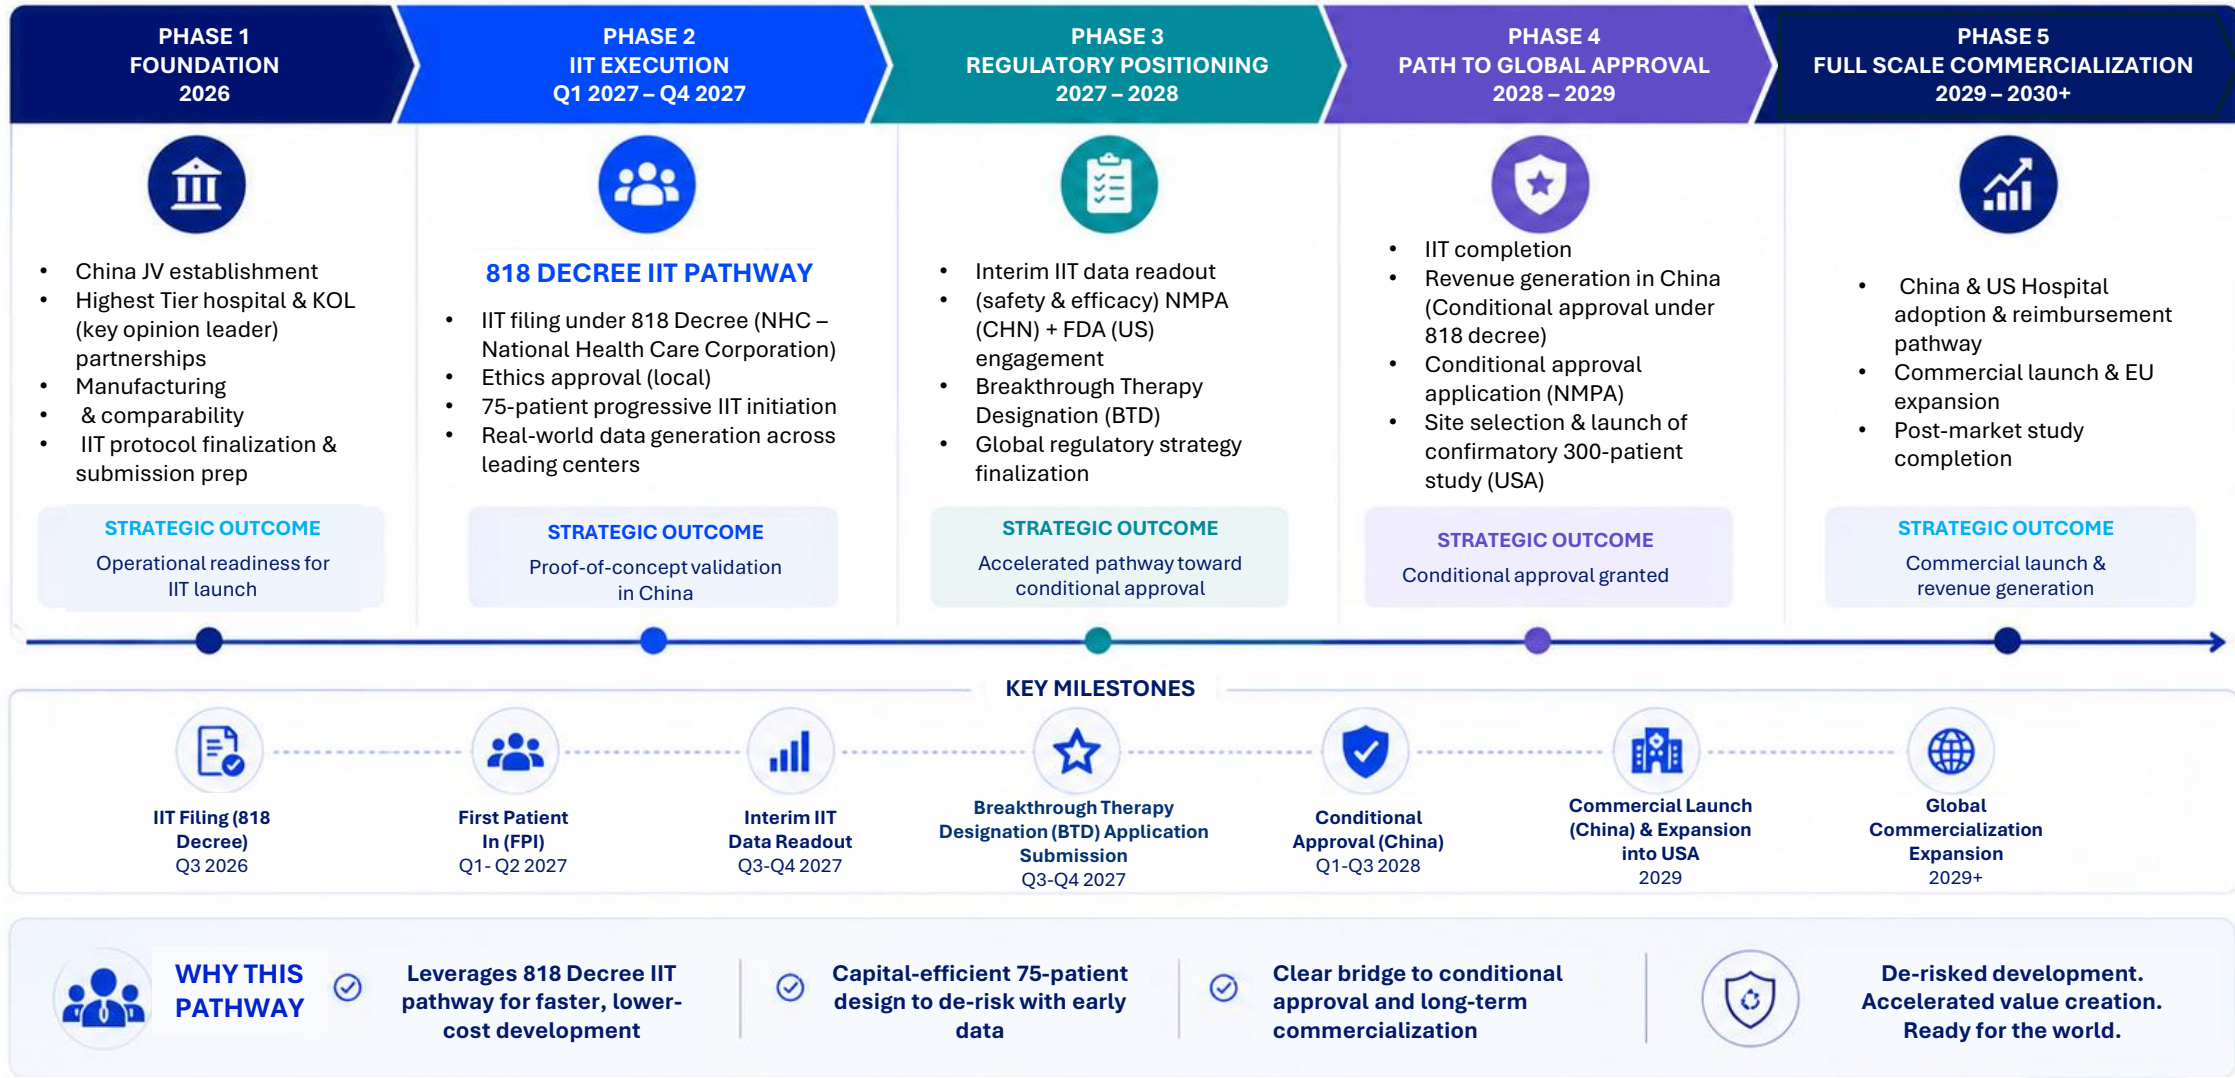 PHASE 1
FOUNDATION
2026
PHASE 2
IIT EXECUTION
Q1 2027 – Q4 2027
PHASE 3
REGULATORY POSITIONING
2027 – 2028
PHASE 4
PATH TO GLOBAL APPROVAL
2028 – 2029
PHASE 5
FULL SCALE COMMERCIALIZATION
2029 – 2030+
• China JV establishment
• Highest Tier hospital & KOL
(key opinion leader)
partnerships
• Manufacturing
• & comparability
• IIT protocol finalization &
submission prep
STRATEGIC OUTCOME
Operational readiness for
IIT launch
818 DECREE IIT PATHWAY
• IIT filing under 818 Decree (NHC –
National Health Care Corporation)
• Ethics approval (local)
• 75-patient progressive IIT initiation
• Real-world data generation across
leading centers
STRATEGIC OUTCOME
Proof-of-concept validation
in China
• Interim IIT data readout
• (safety & efficacy) NMPA
(CHN) + FDA (US)
engagement
• Breakthrough Therapy
Designation (BTD)
• Global regulatory strategy
finalization
STRATEGIC OUTCOME
Accelerated pathway toward
conditional approval
• IIT completion
• Revenue generation in China
(Conditional approval under
818 decree)
• Conditional approval
application (NMPA)
• Site selection & launch of
confirmatory 300-patient
study (USA)
STRATEGIC OUTCOME
Conditional approval granted
• China & US Hospital
adoption & reimbursement
pathway
• Commercial launch & EU
expansion
• Post-market study
completion
STRATEGIC OUTCOME
Commercial launch &
revenue generation
KEY MILESTONES
IIT Filing (818
Decree)
Q3 2026
First Patient
In (FPI)
Q1- Q2 2027
Interim IIT
Data Readout
Q3-Q4 2027
Breakthrough Therapy
Designation (BTD) Application
Submission
Q3-Q4 2027
Conditional
Approval (China)
Q1-Q3 2028
Commercial Launch
(China) & Expansion
into USA
2029
Global
Commercialization
Expansion
2029+
WHY THIS
PATHWAY
Leverages 818 Decree IIT
pathway for faster, lower-
cost development
Capital-efficient 75-patient
design to de-risk with early
data
Clear bridge to conditional
approval and long-term
commercialization
De-risked development.
Accelerated value creation.
Ready for the world.